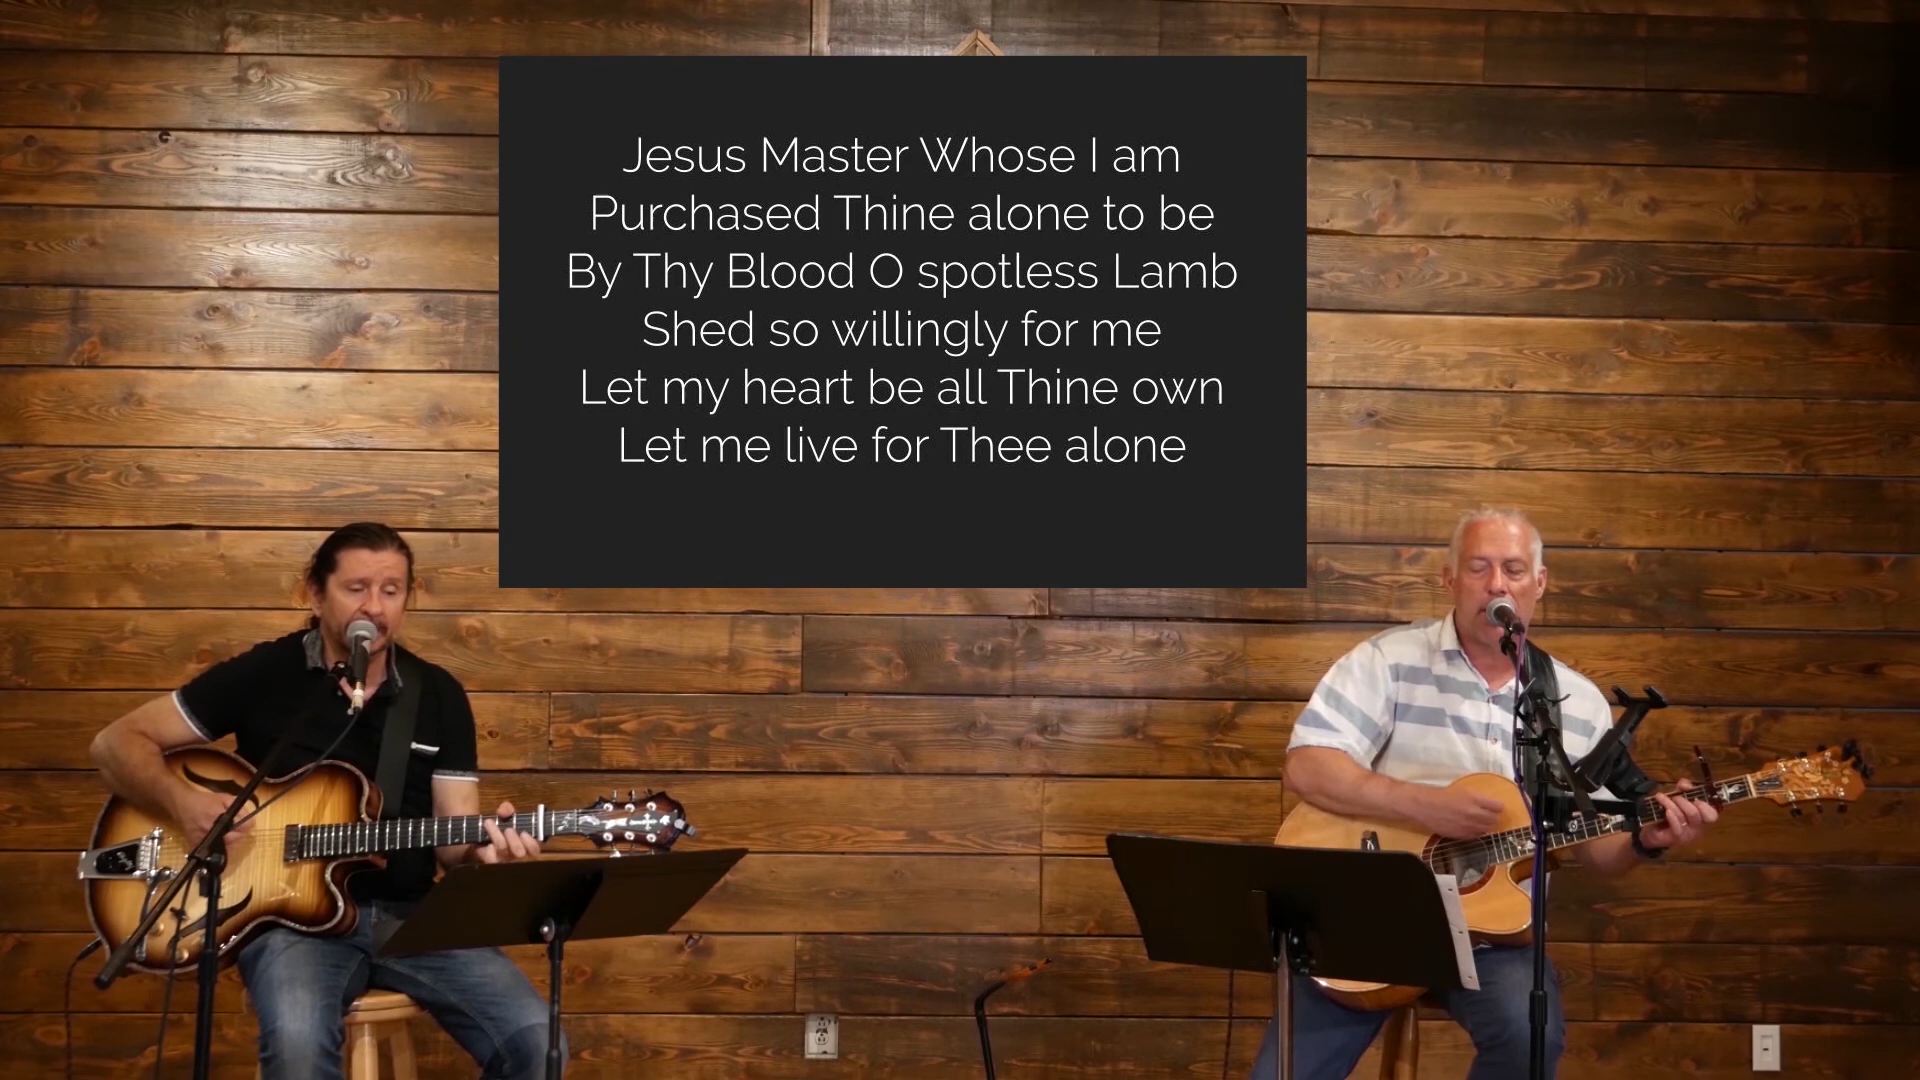 Jesus Master Whose I am
Purchased Thine alone to be
By Thy Blood O spotless Lamb
Shed so willingly for me
Let my heart be all Thine own
Let me live for Thee alone